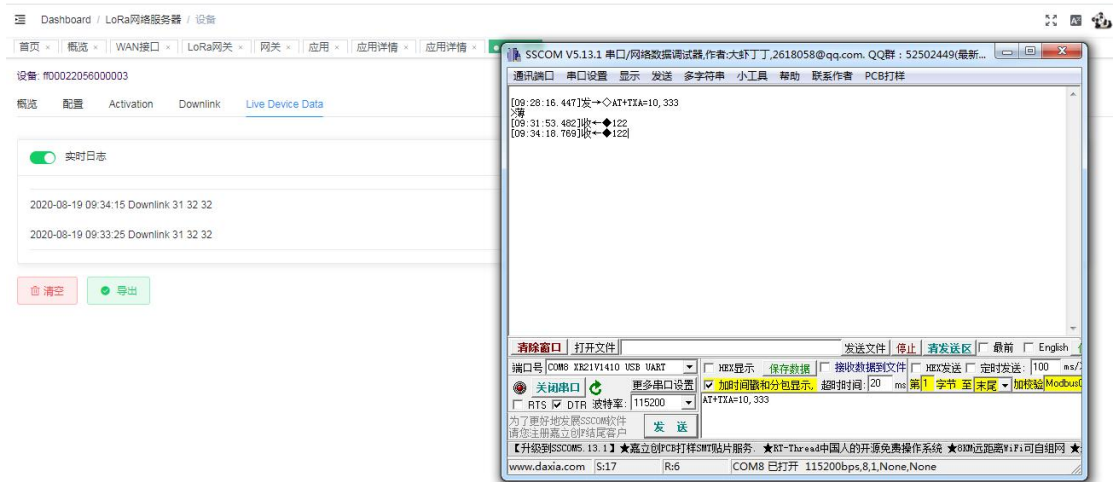 Dashboard / LoRa网络服务器 / 设备
首页 × 概览 × WAN接口 × LoRa网关 × 网关 × 应用 × 应用详情 × 应用详情 ×
设备: ff00022056000003
概览 配置 Activation Downlink Live Device Data
实时日志
2020-08-19 09:34:15 Downlink 31 32 32
2020-08-19 09:33:25 Downlink 31 32 32
清空 导出
SSCOM V5.13.1 串口/网络数据调试器,作者:大虾丁丁,2618058@qq.com. QQ群：52502449(最新...
通讯端口 串口设置 显示 发送 多字符串 小工具 帮助 联系作者 PCB打样
[09:28:16.447]发→◇AT+TXA=10,333
>薄
[09:31:53.482]收←◆122
[09:34:18.769]收←◆122
清除窗口 打开文件 发送文件 停止 清发送区 最前 English
端口号 COM8 XR21V1410 USB UART HEX显示 保存数据 接收数据到文件 HEX发送 定时发送: 100 ms/
关闭串口 更多串口设置 加时间戳和分包显示, 超时时间: 20 ms 第1 字节 至 末尾 加校验 Modbus
RTS DTR 波特率: 115200
AT+TXA=10,333
为了更好地发展SSCOM软件
请您注册嘉立创F结尾客户
发 送
【升级到SSCOM5.13.1】★嘉立创PCB打样SMT贴片服务. ★RT-Thread中国人的开源免费操作系统 ★8KM远距离WiFi可自组网 ★
www.daxia.com S:17 R:6 COM8 已打开 115200bps,8,1,None,None